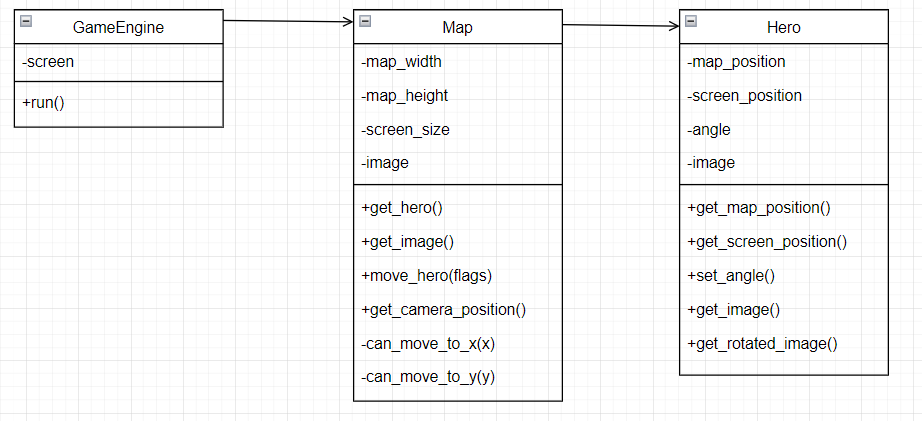 GameEngine
-screen
+run()
Map
-map_width
-map_height
-screen_size
-image
+get_hero()
+get_image()
+move_hero(flags)
+get_camera_position()
-can_move_to_x(x)
-can_move_to_y(y)
Hero
-map_position
-screen_position
-angle
-image
+get_map_position()
+get_screen_position()
+set_angle()
+get_image()
+get_rotated_image()